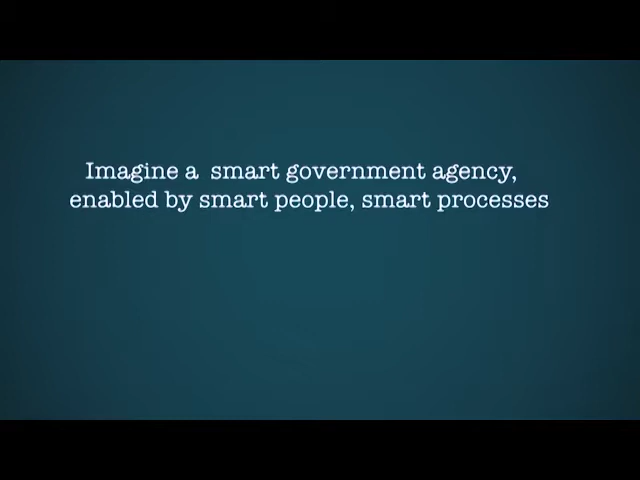 Imagine a  smart government agency,
enabled by smart people, smart processes